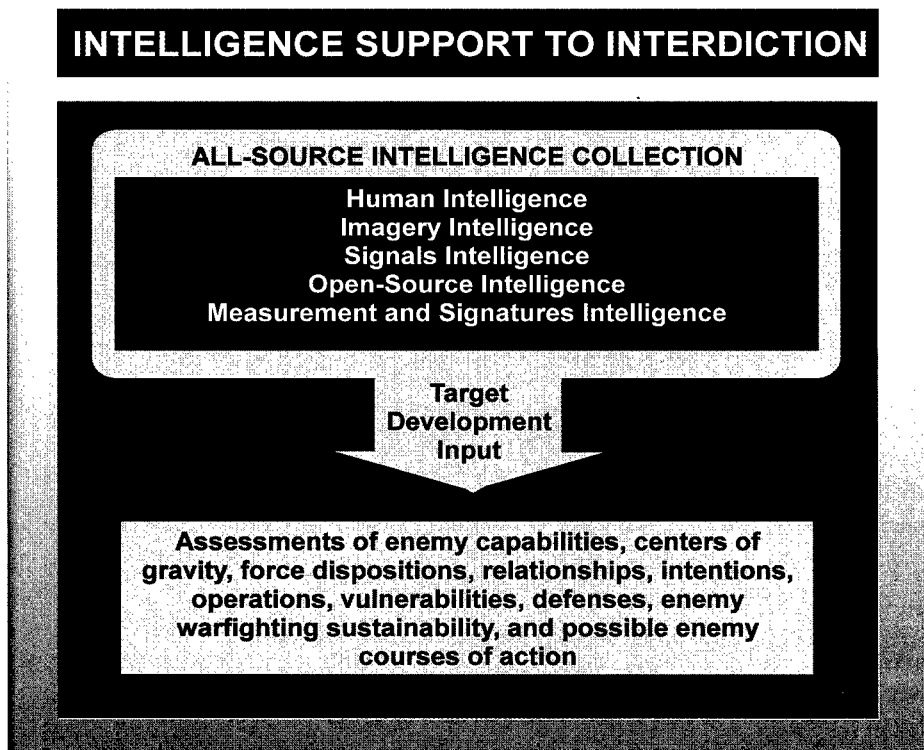 INTELLIGENCE SUPPORT TO INTERDICTION
ALL-SOURCE INTELLIGENCE COLLECTION
Human Intelligence
Imagery Intelligence
Signals Intelligence
Open-Source Intelligence
Measurement and Signatures Intelligence
Target
Development
Input
Assessments of enemy capabilities, centers of
gravity, force dispositions, relationships, intentions,
operations, vulnerabilities, defenses, enemy
warfighting sustainability, and possible enemy
courses of action